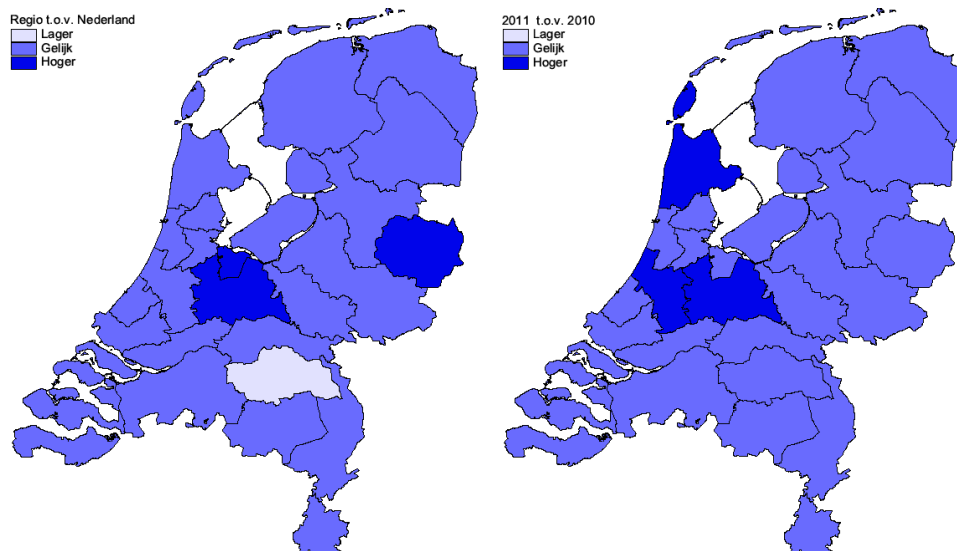 Regio t.o.v. Nederland
Lager
Gelijk
Hoger
2011 t.o.v. 2010
Lager
Gelijk
Hoger